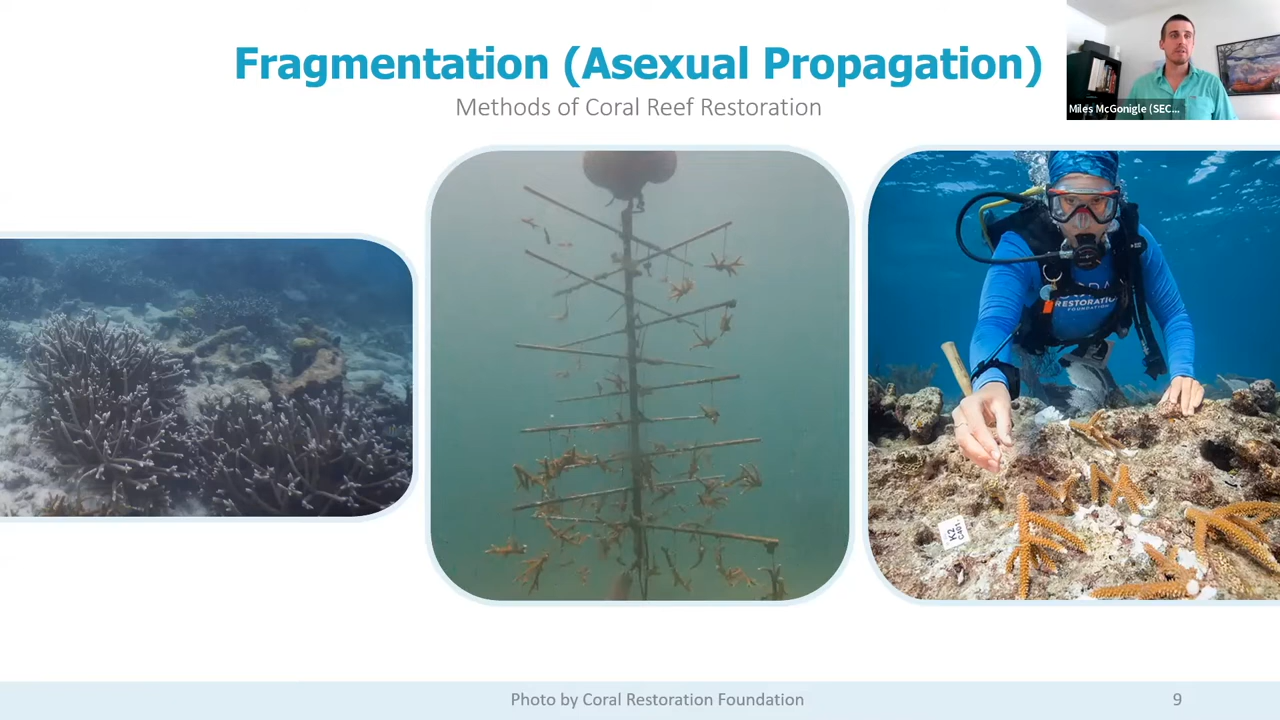 Fragmentation (Asexual Propagation)
Methods of Coral Reef Restoration
Miles McGonigle (SEC...
RESTORATION
FOUNDATION
K2
Photo by Coral Restoration Foundation
9